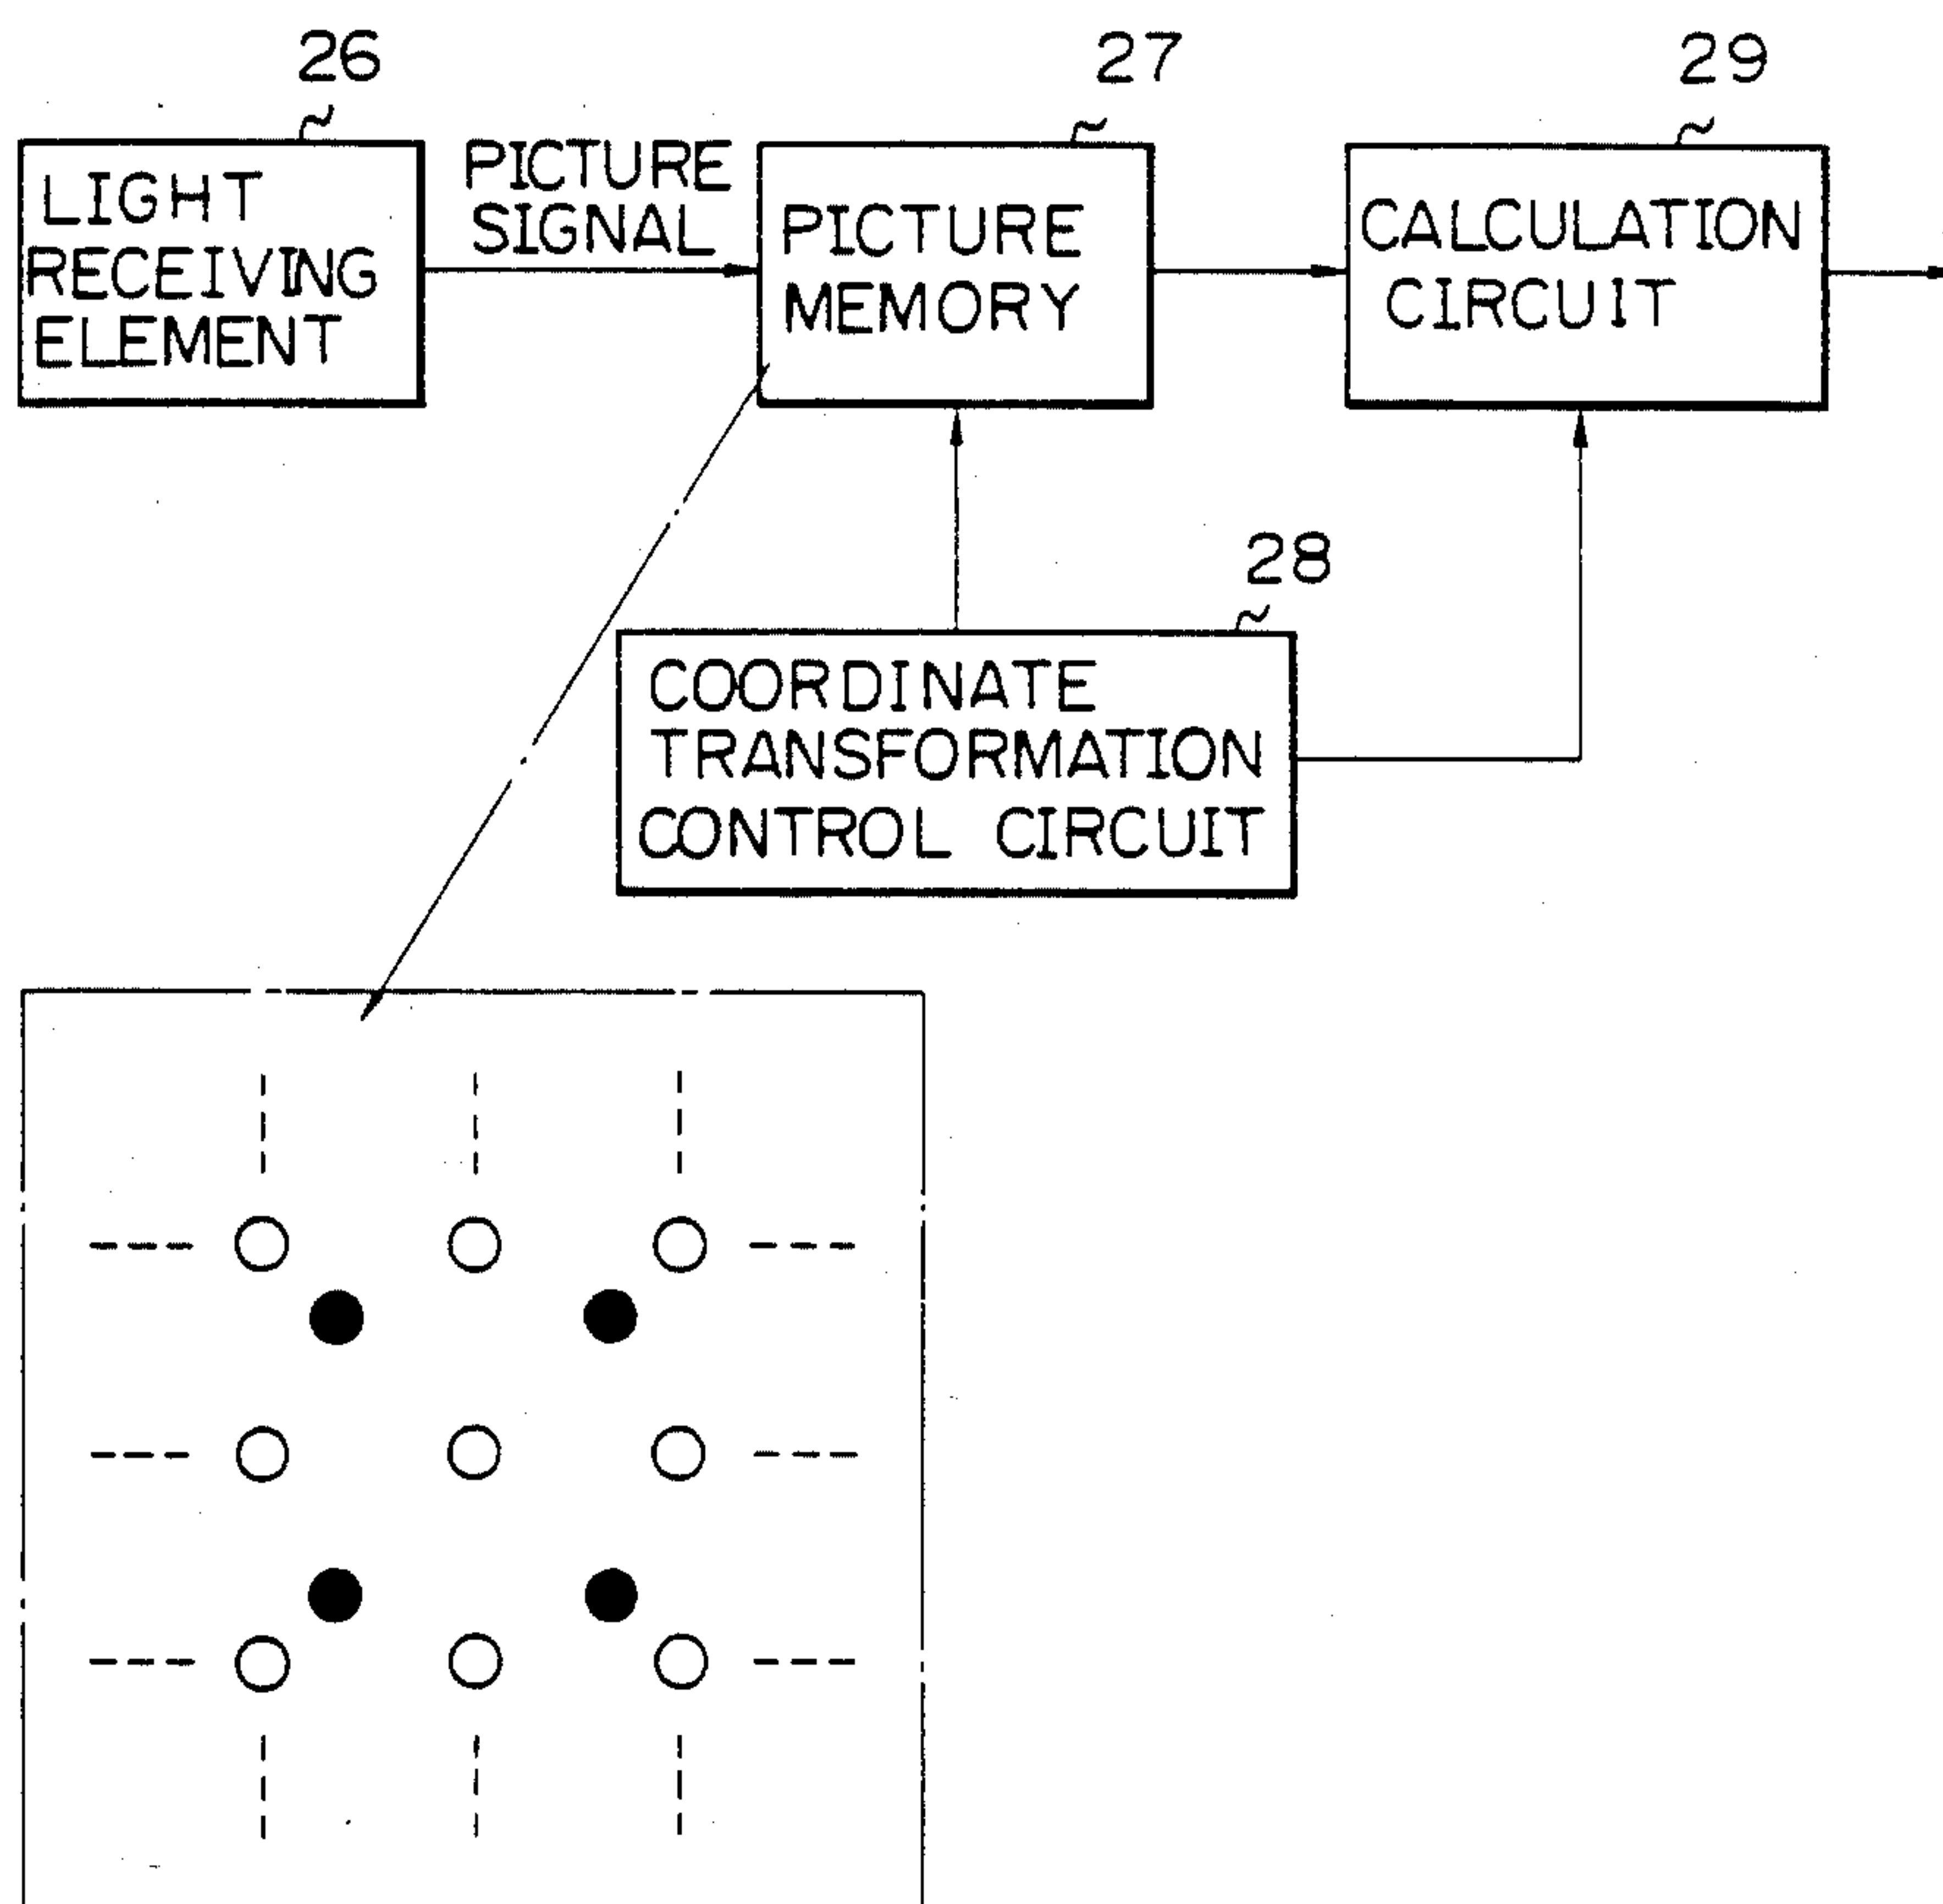 26
27
29
LIGHT
RECEIVING
ELEMENT
PICTURE
SIGNAL
PICTURE
MEMORY
CALCULATION
CIRCUIT
28
COORDINATE
TRANSFORMATION
CONTROL CIRCUIT